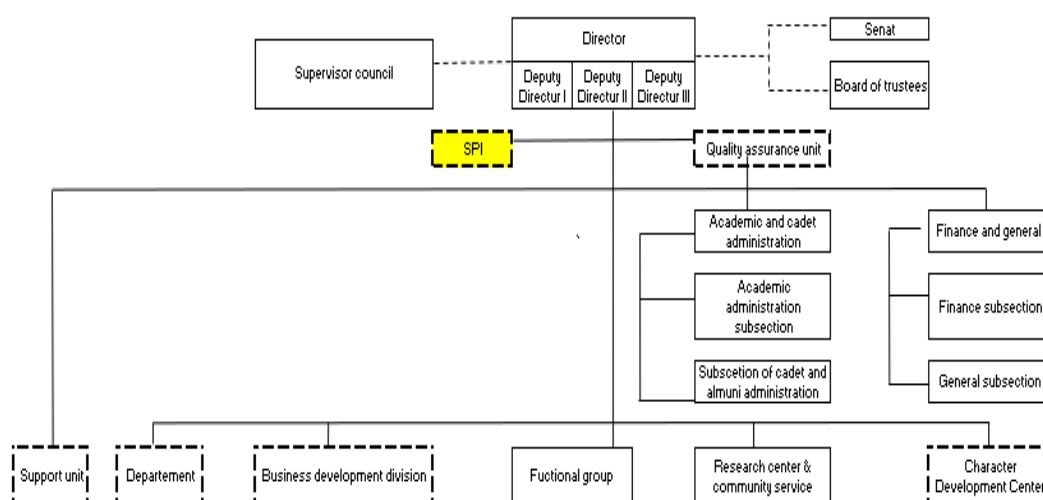 Director
Senat
Supervisor council
Deputy
Directur I
Deputy
Directur II
Deputy
Directur III
Board of trustees
SPI
Quality assurance unit
Academic and cadet
administration
Finance and general
Academic
administration
subsection
Finance subsection
Subscetion of cadet and
almuni administration
General subsection
Support unit
Departement
Business development division
Fuctional group
Research center &
community service
Character
Development Center